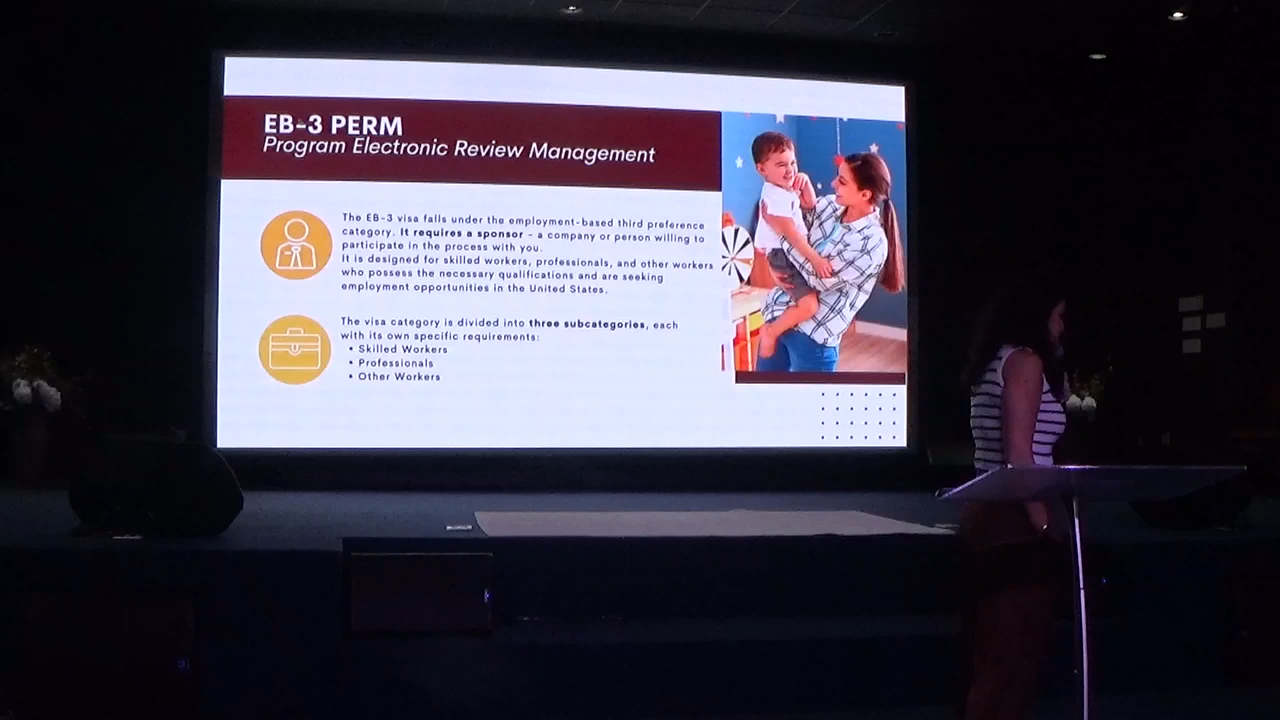 EB-3 PERM
Program Electronic Review Management
The EB-3 visa falls under the employment-based third preference
category. It requires a sponsor - a company or person willing to
participate in the process with you.
It is designed for skilled workers, professionals, and other workers
who possess the necessary qualifications and are seeking
employment opportunities in the United States.
The visa category is divided into three subcategories, each
with its own specific requirements:
• Skilled Workers
• Professionals
• Other Workers